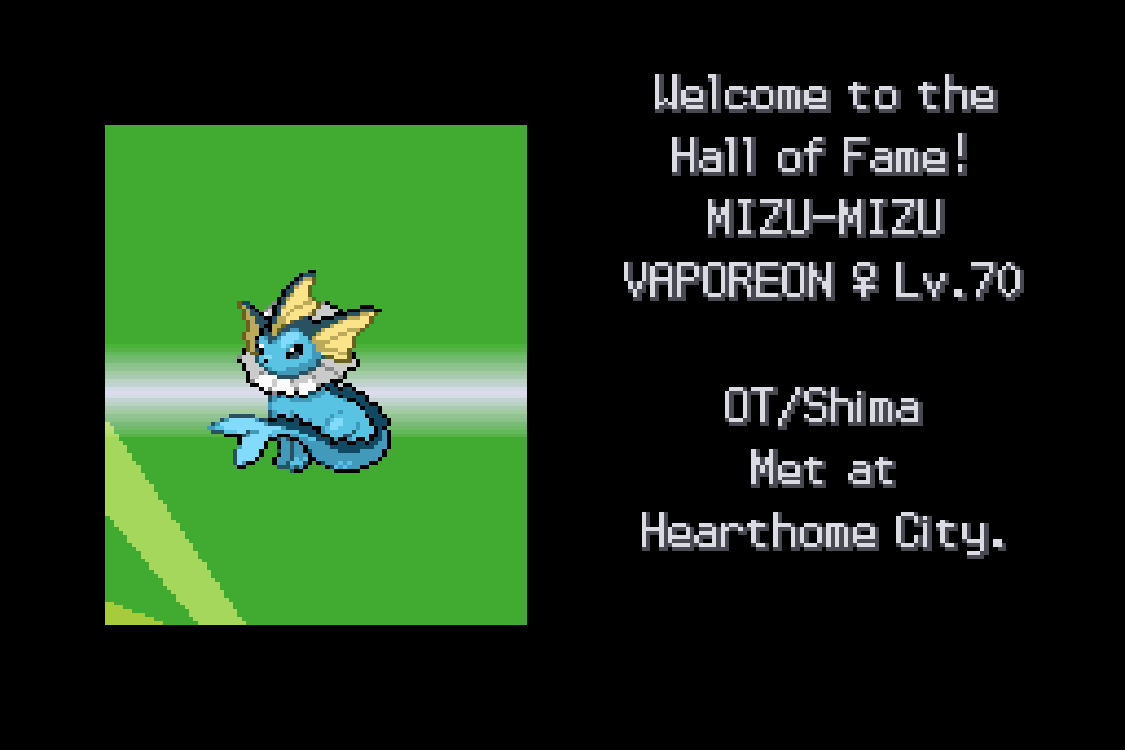 Welcome to the
Hall of Fame!
MIZU-MIZU
VAPOREON ♀ Lv.70
OT/Shima
Met at
Hearthome City.